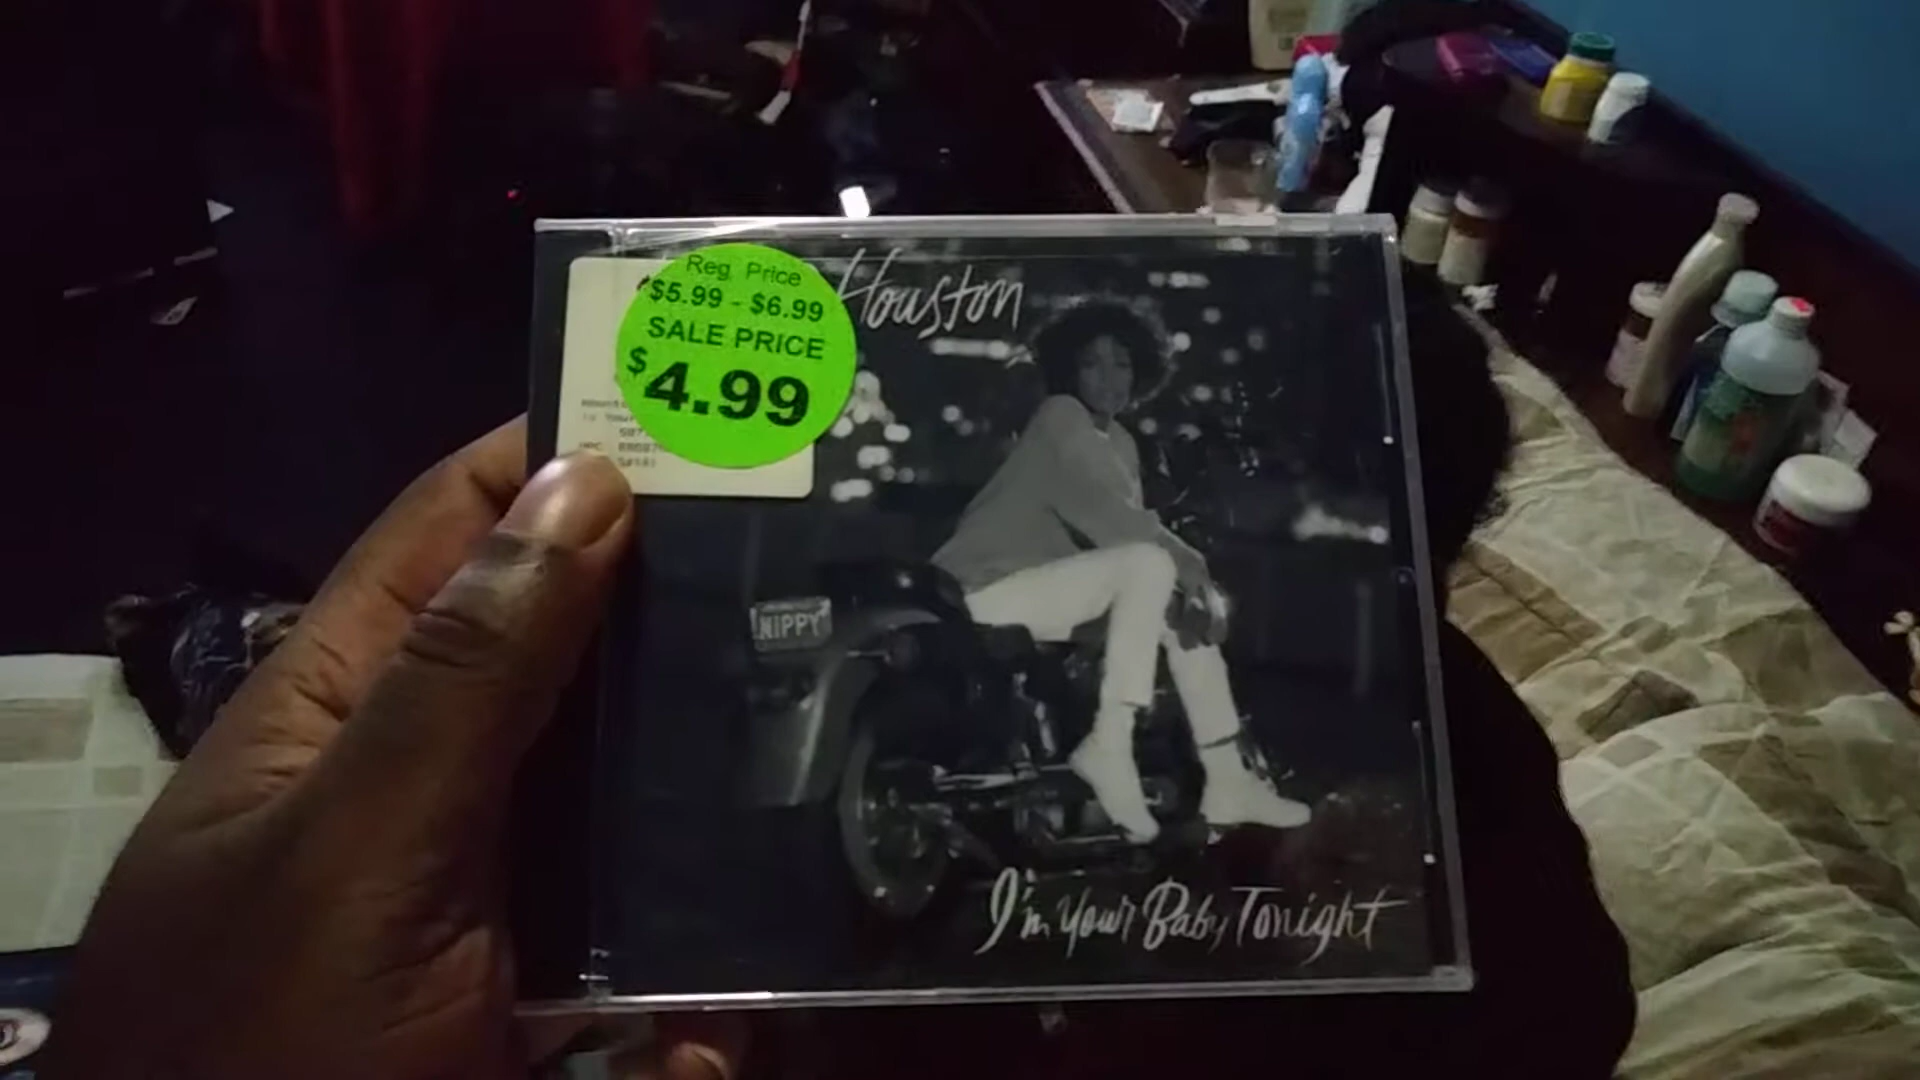 Reg. Price
$5.99 - $6.99
SALE PRICE
$4.99
Houston
NIPPY
I'm Your Baby Tonight